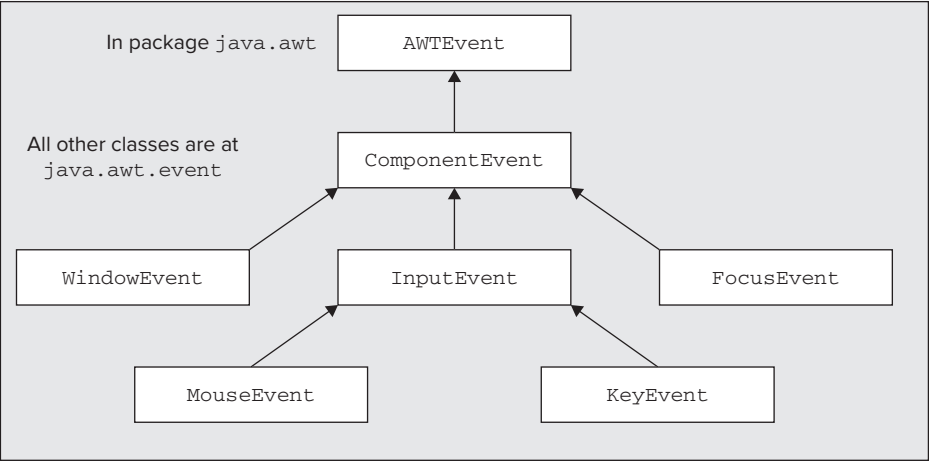 In package java.awt
AWTEvent
All other classes are at
java.awt.event
ComponentEvent
WindowEvent
InputEvent
FocusEvent
MouseEvent
KeyEvent